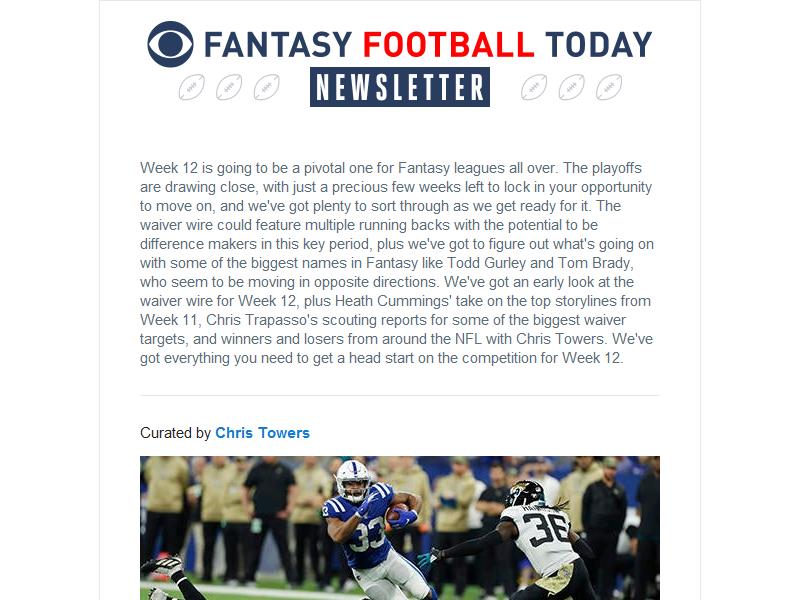 FANTASY FOOTBALL TODAY
NEWSLETTER
Week 12 is going to be a pivotal one for Fantasy leagues all over. The playoffs
are drawing close, with just a precious few weeks left to lock in your opportunity
to move on, and we've got plenty to sort through as we get ready for it. The
waiver wire could feature multiple running backs with the potential to be
difference makers in this key period, plus we've got to figure out what's going on
with some of the biggest names in Fantasy like Todd Gurley and Tom Brady,
who seem to be moving in opposite directions. We've got an early look at the
waiver wire for Week 12, plus Heath Cummings' take on the top storylines from
Week 11, Chris Trapasso's scouting reports for some of the biggest waiver
targets, and winners and losers from around the NFL with Chris Towers. We've
got everything you need to get a head start on the competition for Week 12.
Curated by Chris Towers
33
36